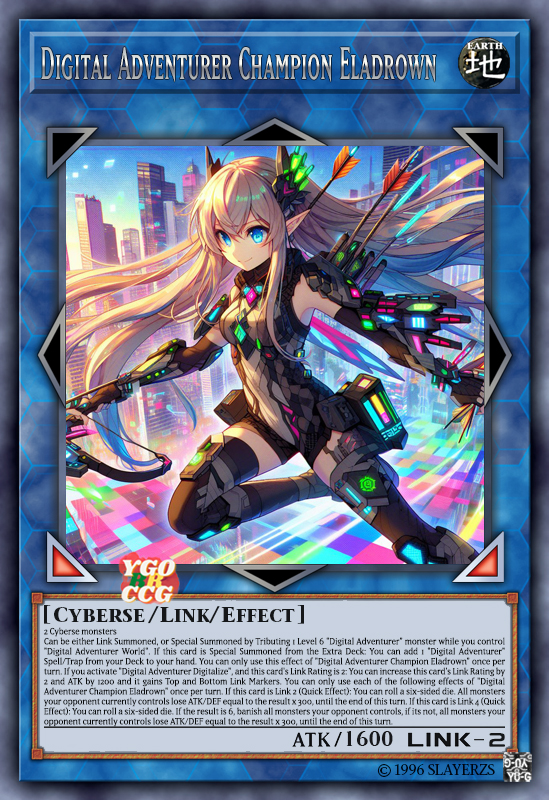 DIGITAL ADVENTURER CHAMPION ELADROWN
EARTH
地
YGO
CCG
[CYBERSE/LINK/EFFECT]
2 Cyberse monsters
Can be either Link Summoned, or Special Summoned by Tributing 1 Level 6 "Digital Adventurer" monster while you control
"Digital Adventurer World". If this card is Special Summoned from the Extra Deck: You can add 1 "Digital Adventurer"
Spell/Trap from your Deck to your hand. You can only use this effect of "Digital Adventurer Champion Eladrown" once per
turn. If you activate "Digital Adventurer Digitalize", and this card's Link Rating is 2: You can increase this card's Link Rating by
2 and ATK by 1200 and it gains Top and Bottom Link Markers. You can only use each of the following effects of "Digital
Adventurer Champion Eladrown" once per turn. If this card is Link 2 (Quick Effect): You can roll a six-sided die. All monsters
your opponent currently controls lose ATK/DEF equal to the result x 300, until the end of this turn. If this card is Link 4 (Quick
Effect): You can roll a six-sided die. If the result is 6, banish all monsters your opponent controls, if its not, all monsters your
opponent currently controls lose ATK/DEF equal to the result x 300, until the end of this turn.
ATK/1600 LINK-2
© 1996 SLAYERZS
YU-G